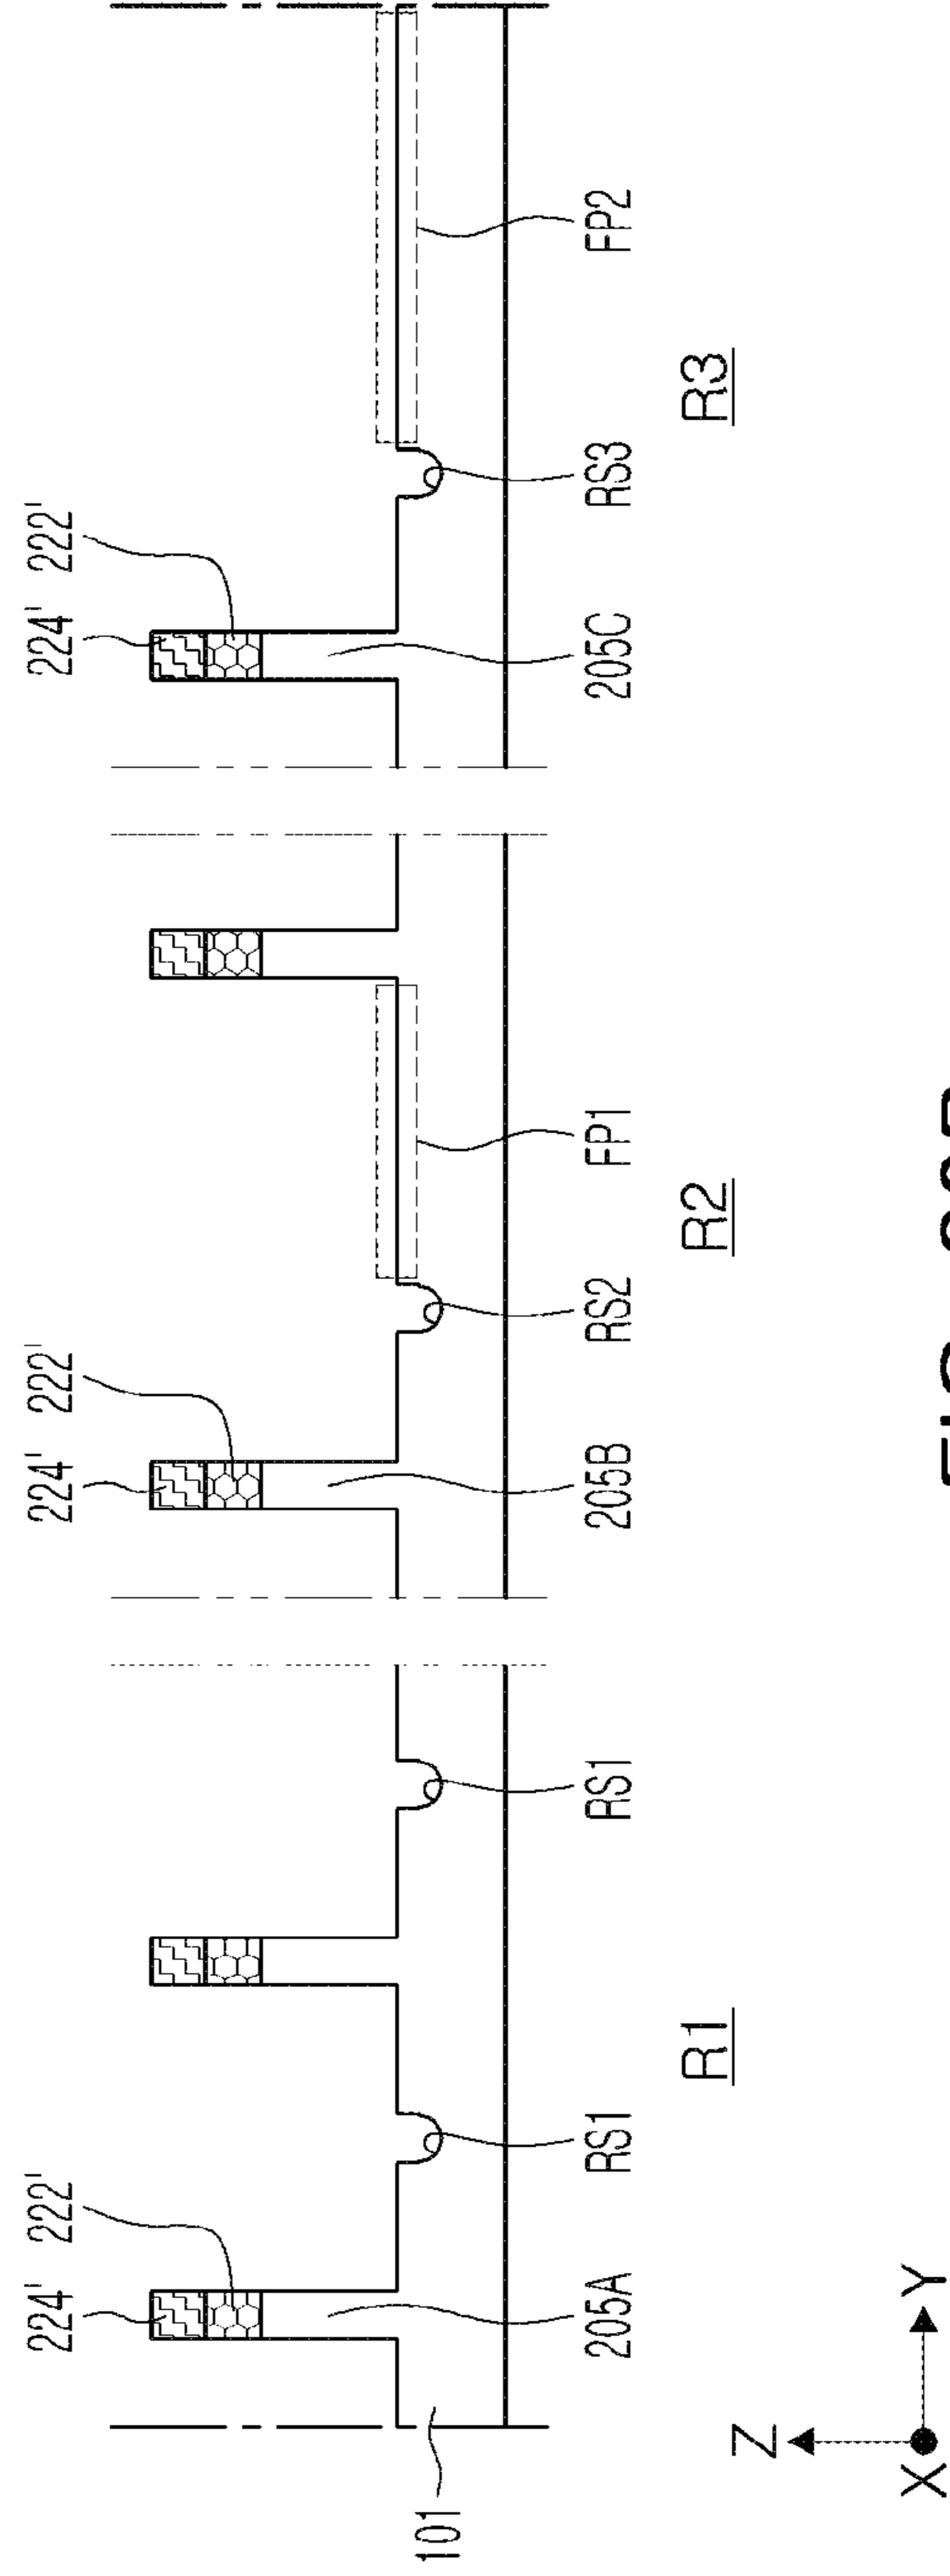 224' 222' 224' 222' 224' 222'
101
205A RS1 RS1 205B RS2 FP1 205C RS3 FP2
R1 R2 R3
Z
X Y